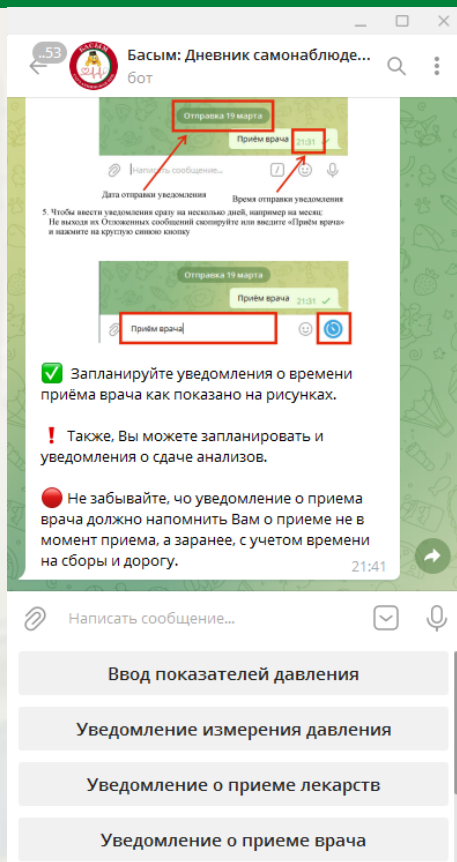 ..53
БАСЫМ
Басым: Дневник самонаблюде...
бот
Отправка 19 марта
Приём врача 21:31
Написать сообщение...
Дата отправки уведомления
Время отправки уведомления
5. Чтобы ввести уведомления сразу на несколько дней, например на месяц:
Не выходя их Отложенных сообщений скопируйте или введите «Приём врача»
и нажмите на круглую синюю кнопку
Отправка 19 марта
Приём врача 21:31
Приём врача
Запланируйте уведомления о времени
приёма врача как показано на рисунках.
Также, Вы можете запланировать и
уведомления о сдаче анализов.
Не забывайте, чо уведомление о приема
врача должно напомнить Вам о приеме не в
момент приема, а заранее, с учетом времени
на сборы и дорогу.
21:41
Написать сообщение...
Ввод показателей давления
Уведомление измерения давления
Уведомление о приеме лекарств
Уведомление о приеме врача